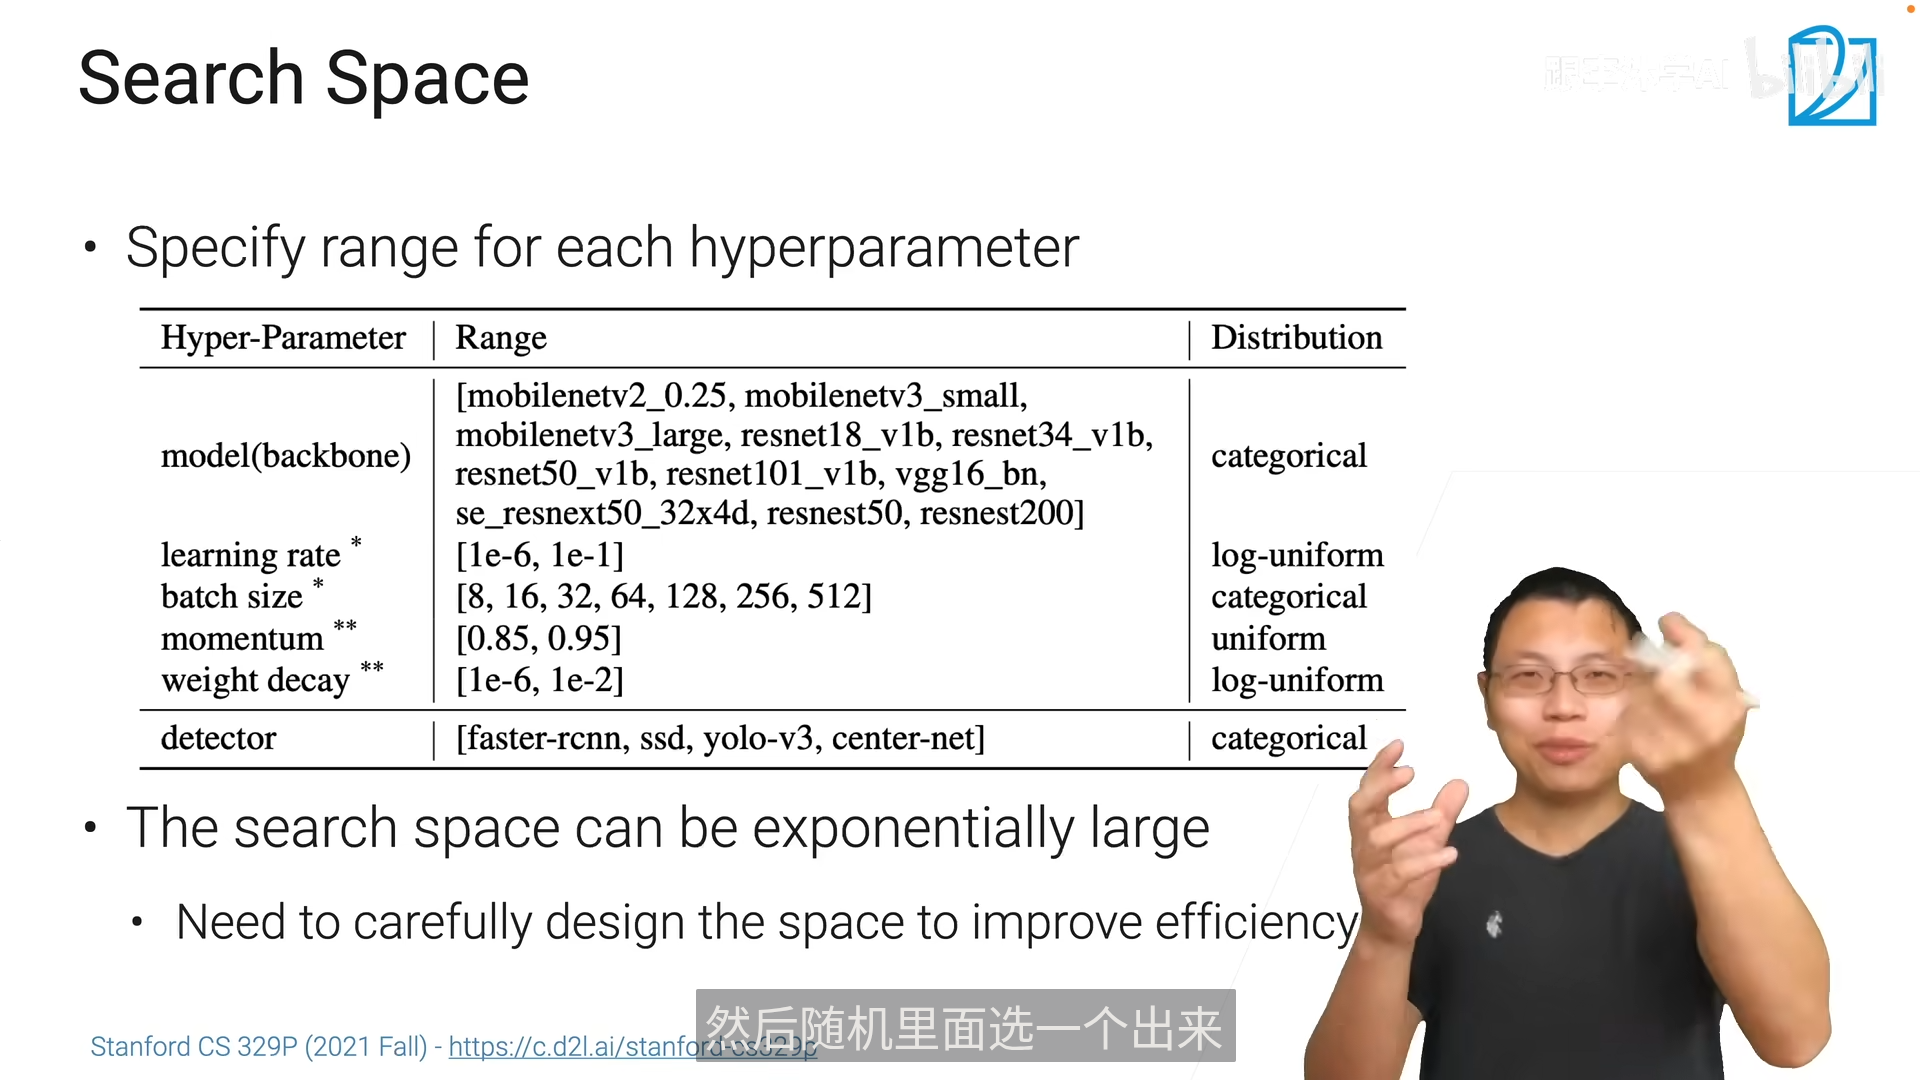 Search Space
跟李沐学AI bilibili
• Specify range for each hyperparameter
Hyper-Parameter Range Distribution
model(backbone) [mobilenetv2_0.25, mobilenetv3_small, categorical
mobilenetv3_large, resnet18_v1b, resnet34_v1b,
resnet50_v1b, resnet101_v1b, vgg16_bn,
se_resnext50_32x4d, resnest50, resnest200]
learning rate * [1e-6, 1e-1] log-uniform
batch size * [8, 16, 32, 64, 128, 256, 512] categorical
momentum ** [0.85, 0.95] uniform
weight decay ** [1e-6, 1e-2] log-uniform
detector [faster-rcnn, ssd, yolo-v3, center-net] categorical
• The search space can be exponentially large
• Need to carefully design the space to improve efficiency
然后随机里面选一个出来
Stanford CS 329P (2021 Fall) - https://c.d2l.ai/stanford-cs329p